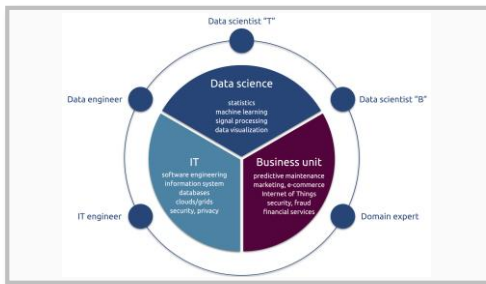 Data scientist "T"
Data engineer
Data scientist "B"
Data science
statistics
machine learning
signal processing
data visualization
IT
software engineering
information system
databases
clouds/grids
security, privacy
Business unit
predictive maintenance
marketing, e-commerce
Internet of Things
security, fraud
financial services
IT engineer
Domain expert